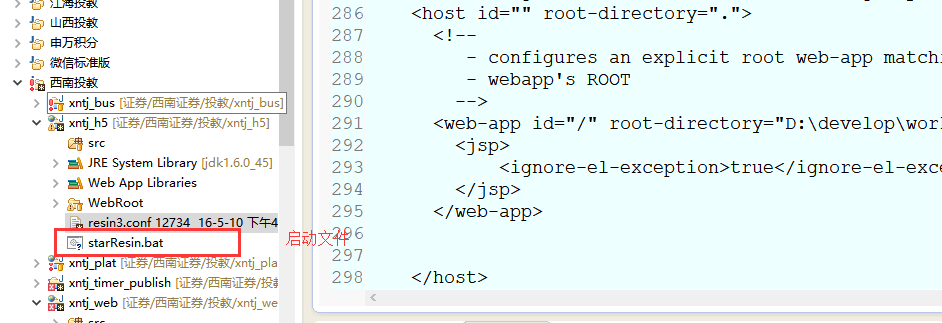 江海投教
山西投教
申万积分
微信标准版
西南投教
xntj_bus [证券/西南证券/投教/xntj_bus]
xntj_h5 [证券/西南证券/投教/xntj_h5]
src
JRE System Library [jdk1.6.0_45]
Web App Libraries
WebRoot
resin3.conf 12734 16-5-10 下午4
starResin.bat
启动文件
xntj_plat [证券/西南证券/投教/xntj_pla
xntj_timer_publish [证券/西南证券/
xntj_web [证券/西南证券/投教/xntj_we
src
286 <host id="" root-directory=".">
287 <!--
288 - configures an explicit root web-app matchi
289 - webapp's ROOT
290 -->
291 <web-app id="/" root-directory="D:\develop\wor
292 <jsp>
293 <ignore-el-exception>true</ignore-el-exce
294 </jsp>
295 </web-app>
296
297
298 </host>